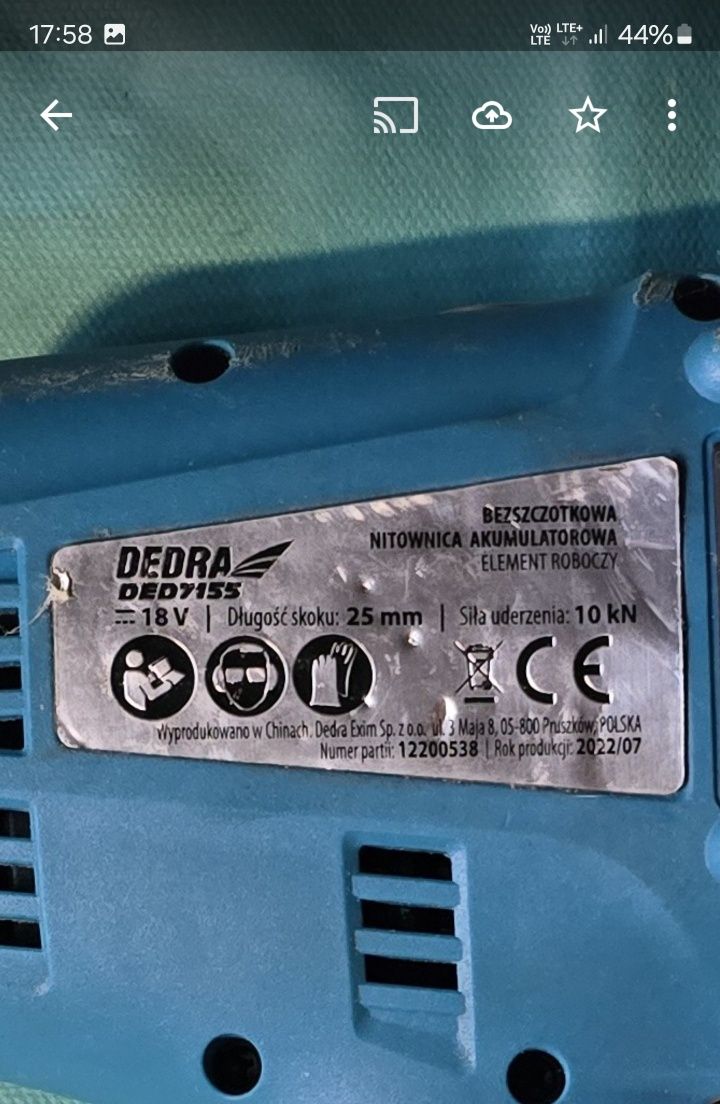 17:58
Vo)) LTE LTE+ 44%
BEZSZCZOTKOWA
NITOWNICA AKUMULATOROWA
ELEMENT ROBOCZY
DEDRA
DED7155
18 V | Długość skoku: 25 mm | Siła uderzenia: 10 kN
CE
Wyprodukowano w Chinach, Dedra Exim Sp. z o.o. ul. 3 Maja 8, 05-800 Pruszków, POLSKA
Numer partii: 12200538 | Rok produkcji: 2022/07